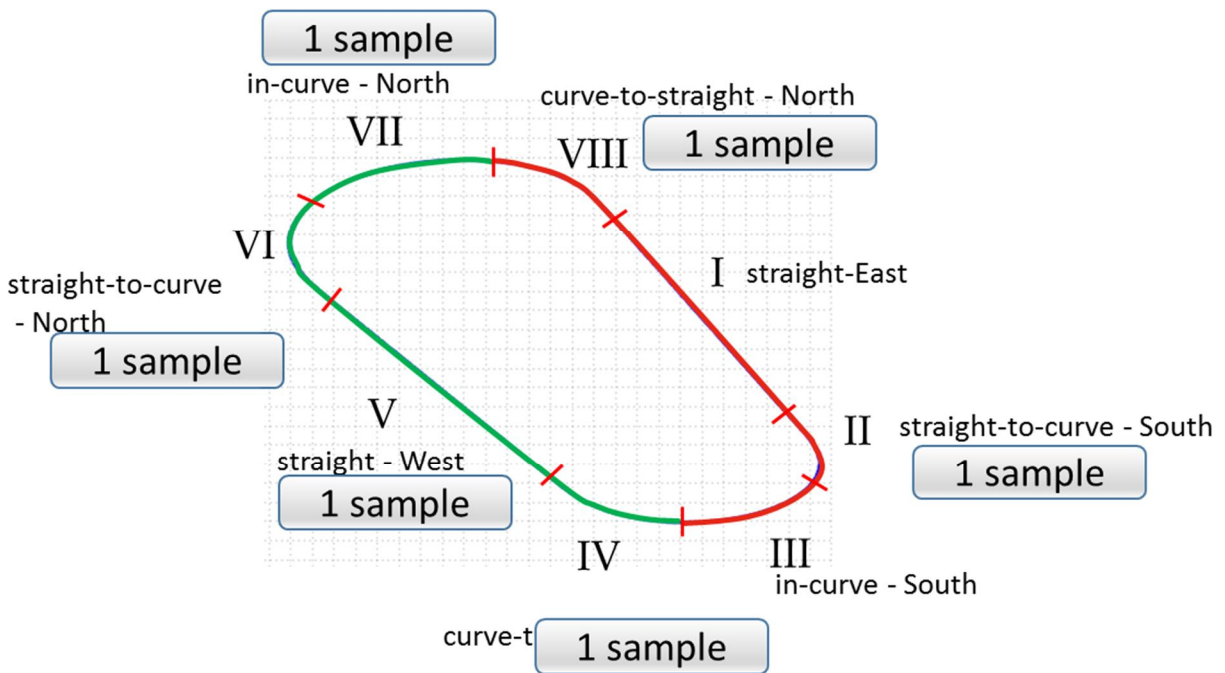 1 sample
in-curve - North
VII
curve-to-straight - North
VIII
1 sample
VI
I straight-East
straight-to-curve
- North
1 sample
V
II straight-to-curve - South
1 sample
straight - West
1 sample
IV
III
in-curve - South
curve-t
1 sample